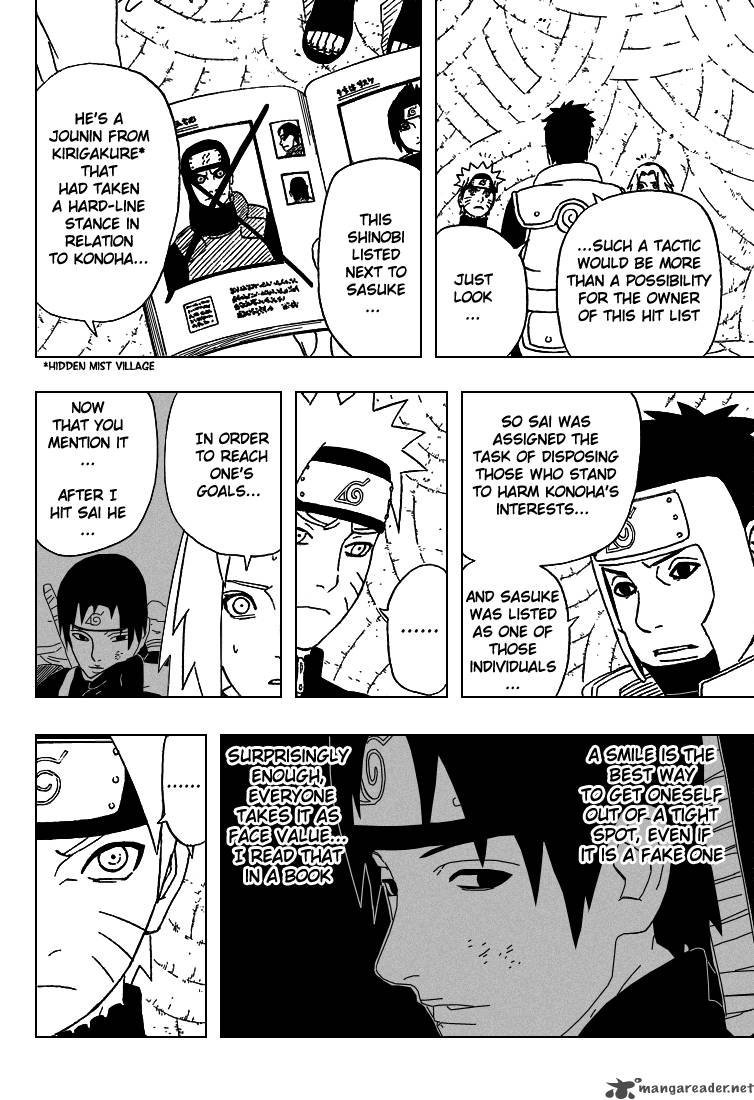 ...SUCH A TACTIC
WOULD BE MORE
THAN A POSSIBILITY
FOR THE OWNER
OF THIS HIT LIST
JUST
LOOK
...
THIS
SHINOBI
LISTED
NEXT TO
SASUKE
...
HE'S A
JOUNIN FROM
KIRIGAKURE*
THAT
HAD TAKEN
A HARD-LINE
STANCE IN
RELATION
TO KONOHA...
*HIDDEN MIST VILLAGE
SO SAI WAS
ASSIGNED THE
TASK OF DISPOSING
THOSE WHO STAND
TO HARM KONOHA'S
INTERESTS...
AND SASUKE
WAS LISTED
AS ONE OF
THOSE
INDIVIDUALS
...
......
IN ORDER
TO REACH
ONE'S
GOALS...
NOW
THAT YOU
MENTION IT
...
AFTER I
HIT SAI HE
...
A SMILE IS THE
BEST WAY
TO GET ONESELF
OUT OF A TIGHT
SPOT, EVEN IF
IT IS A FAKE ONE
SURPRISINGLY
ENOUGH,
EVERYONE
TAKES IT AS
FACE VALUE...
I READ THAT
IN A BOOK
......
mangareader.net